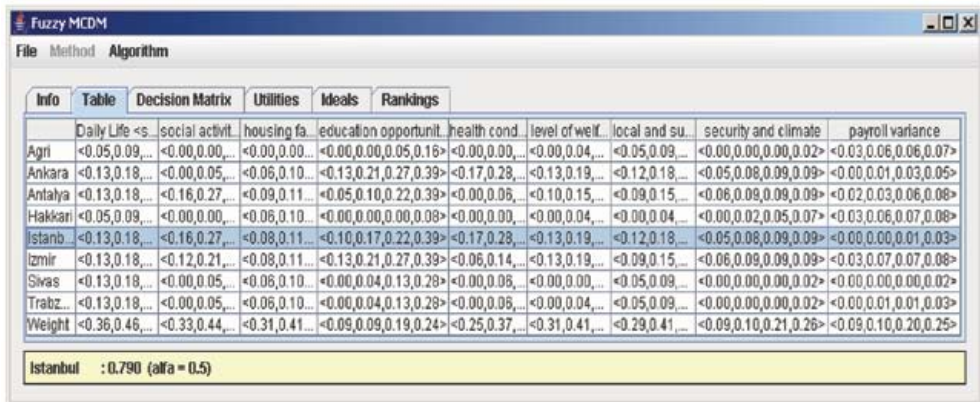 Fuzzy MCDM
File Method Algorithm
Info Table Decision Matrix Utilities Ideals Rankings
Daily Life <s... social activit... housing fa... education opportunit... health cond... level of welf... local and su... security and climate payroll variance
Agri <0.05,0.09,... <0.00,0.00,... <0.00,0.00... <0.00,0.00,0.05,0.16> <0.00,0.00,... <0.00,0.04,... <0.05,0.09,... <0.00,0.00,0.00,0.02> <0.03,0.06,0.06,0.07>
Ankara <0.13,0.18,... <0.00,0.05,... <0.06,0.10... <0.13,0.21,0.27,0.39> <0.17,0.28,... <0.13,0.19,... <0.12,0.18,... <0.05,0.08,0.09,0.09> <0.00,0.01,0.03,0.05>
Antalya <0.13,0.18,... <0.16,0.27,... <0.09,0.11... <0.05,0.10,0.22,0.39> <0.00,0.06,... <0.10,0.15,... <0.09,0.15,... <0.06,0.09,0.09,0.09> <0.02,0.03,0.06,0.08>
Hakkari <0.05,0.09,... <0.00,0.00,... <0.06,0.10... <0.00,0.00,0.00,0.08> <0.00,0.00,... <0.00,0.04,... <0.00,0.04,... <0.00,0.02,0.05,0.07> <0.03,0.06,0.07,0.08>
Istanb... <0.13,0.18,... <0.16,0.27,... <0.08,0.11... <0.10,0.17,0.22,0.39> <0.17,0.28,... <0.13,0.19,... <0.12,0.18,... <0.05,0.08,0.09,0.09> <0.00,0.00,0.01,0.03>
Izmir <0.13,0.18,... <0.12,0.21,... <0.08,0.11... <0.13,0.21,0.27,0.39> <0.06,0.14,... <0.13,0.19,... <0.09,0.15,... <0.06,0.09,0.09,0.09> <0.03,0.07,0.07,0.08>
Sivas <0.13,0.18,... <0.00,0.05,... <0.06,0.10... <0.00,0.04,0.13,0.28> <0.00,0.06,... <0.00,0.00,... <0.05,0.09,... <0.00,0.00,0.00,0.02> <0.00,0.00,0.00,0.02>
Trabz... <0.13,0.18,... <0.00,0.05,... <0.06,0.10... <0.00,0.04,0.13,0.28> <0.00,0.06,... <0.00,0.04,... <0.05,0.09,... <0.00,0.00,0.00,0.02> <0.00,0.01,0.01,0.03>
Weight <0.36,0.46,... <0.33,0.44,... <0.31,0.41... <0.09,0.09,0.19,0.24> <0.25,0.37,... <0.31,0.41,... <0.29,0.41,... <0.09,0.10,0.21,0.26> <0.09,0.10,0.20,0.25>
Istanbul : 0.790 (alfa = 0.5)